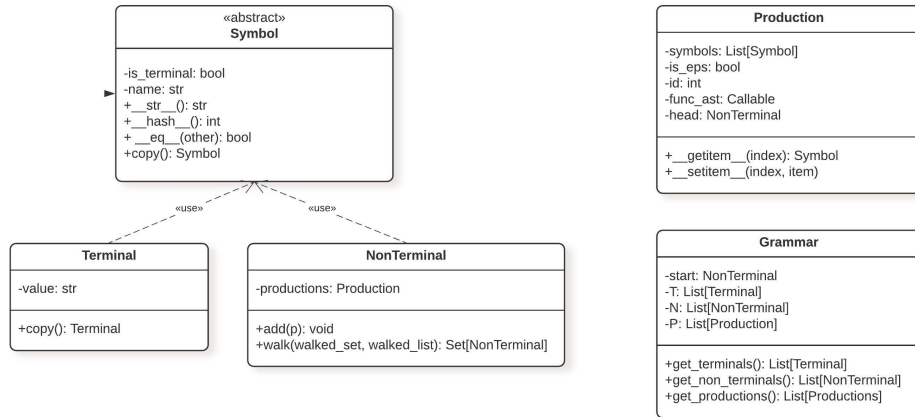 «abstract»
Symbol
-is_terminal: bool
-name: str
+__str__(): str
+__hash__(): int
+ __eq__(other): bool
+copy(): Symbol
«use»
«use»
Terminal
-value: str
+copy(): Terminal
NonTerminal
-productions: Production
+add(p): void
+walk(walked_set, walked_list): Set[NonTerminal]
Production
-symbols: List[Symbol]
-is_eps: bool
-id: int
-func_ast: Callable
-head: NonTerminal
+__getitem__(index): Symbol
+__setitem__(index, item)
Grammar
-start: NonTerminal
-T: List[Terminal]
-N: List[NonTerminal]
-P: List[Production]
+get_terminals(): List[Terminal]
+get_non_terminals(): List[NonTerminal]
+get_productions(): List[Productions]